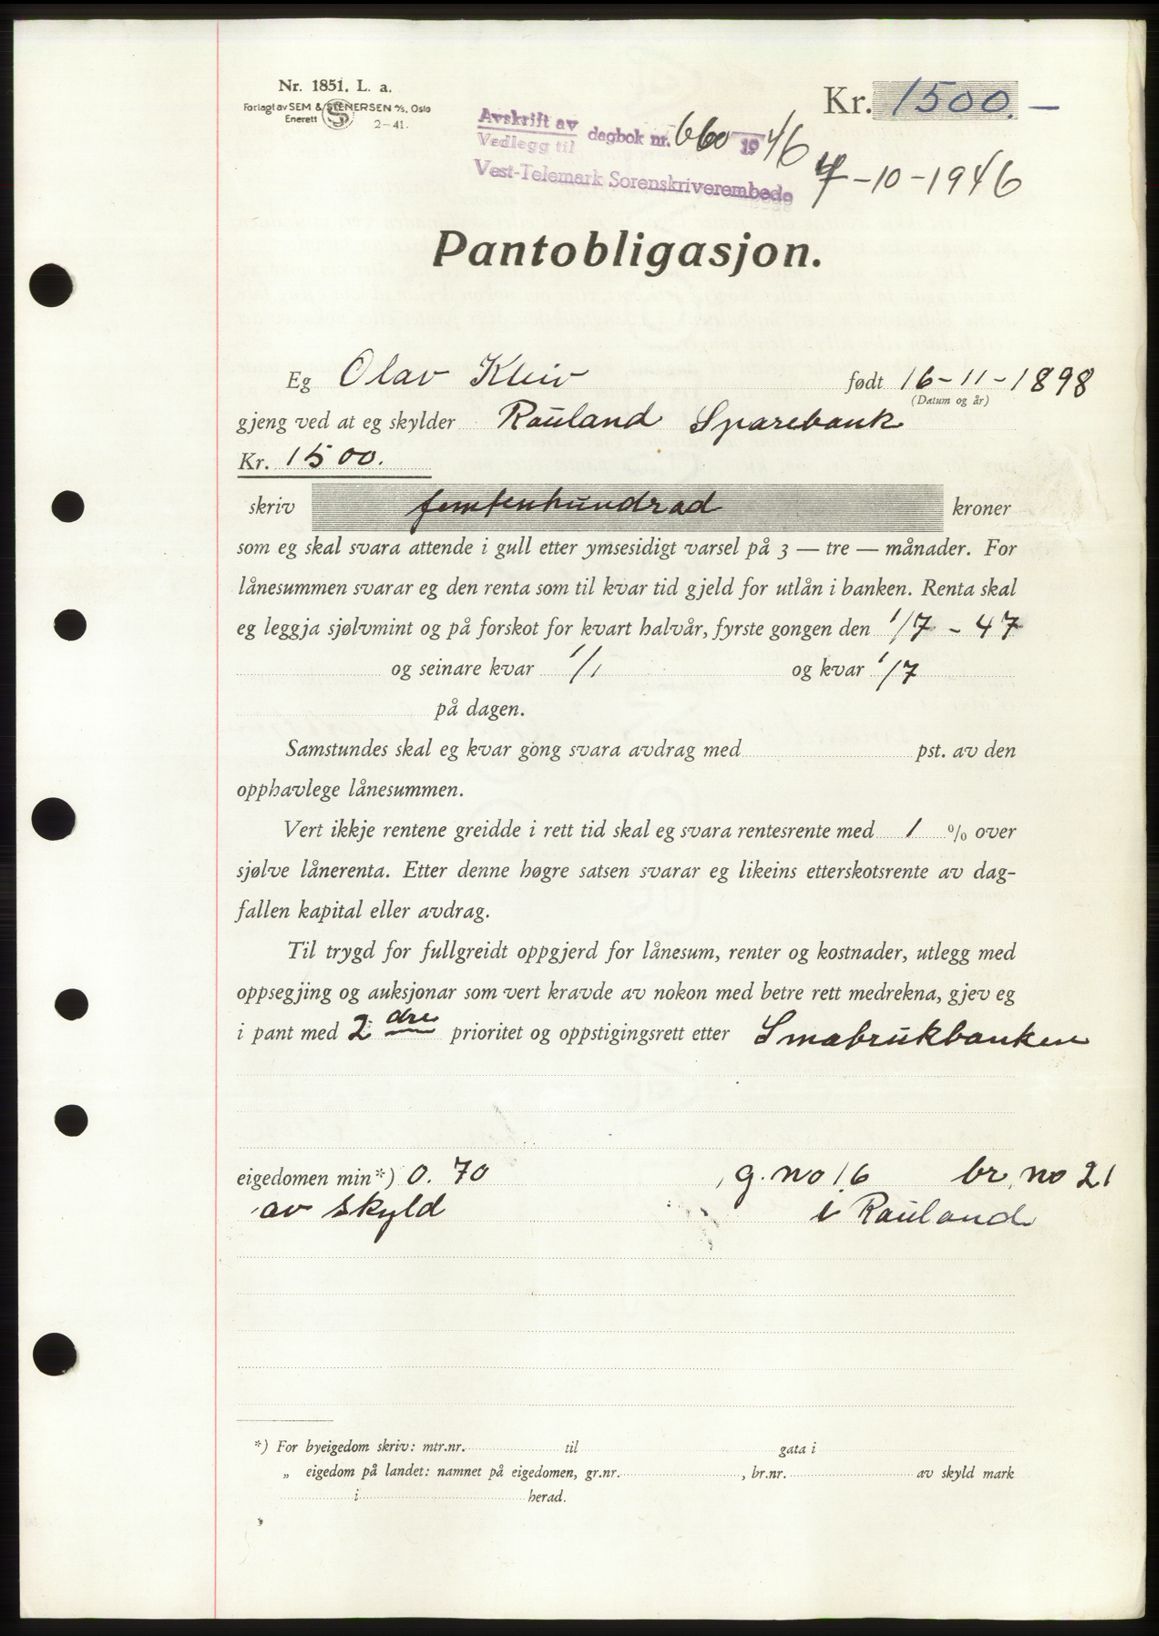 Nr. 1851. L. a.
Forlagt av SEM & STENERSEN A/S, Oslo
Enerett S 2-41.
Kr. 1500.—
Avskrift av
Vedlegg til dagbok nr. 660 1946
Vest-Telemark Sorenskriverembede 7-10-1946
Pantobligasjon.
Eg Olav Kleiv født 16-11-1898
(Datum og år)
gjeng ved at eg skylder Rauland Sparebank
Kr. 1500.
skriv femtenhundrad kroner
som eg skal svara attende i gull etter ymsesidigt varsel på 3 — tre — månader. For
lånesummen svarar eg den renta som til kvar tid gjeld for utlån i banken. Renta skal
eg leggja sjølvmint og på forskot for kvart halvår, fyrste gongen den 1/7 - 47
og seinare kvar 1/1 og kvar 1/7
på dagen.
Samstundes skal eg kvar gong svara avdrag med pst. av den
opphavlege lånesummen.
Vert ikkje rentene greidde i rett tid skal eg svara rentesrente med 1 % over
sjølve lånerenta. Etter denne høgre satsen svarar eg likeins etterskotsrente av dag-
fallen kapital eller avdrag.
Til trygd for fullgreidt oppgjerd for lånesum, renter og kostnader, utlegg med
oppsegjing og auksjonar som vert kravde av nokon med betre rett medrekna, gjev eg
i pant med 2 dre prioritet og oppstigingsrett etter Smabrukbanken
eigedomen min*) 0.70 , g. no 16 br. no 21
av skyld i Rauland
*) For byeigedom skriv: mtr.nr. til gata i
„ eigedom på landet: namnet på eigedomen, gr.nr. , br.nr. av skyld mark
i herad.